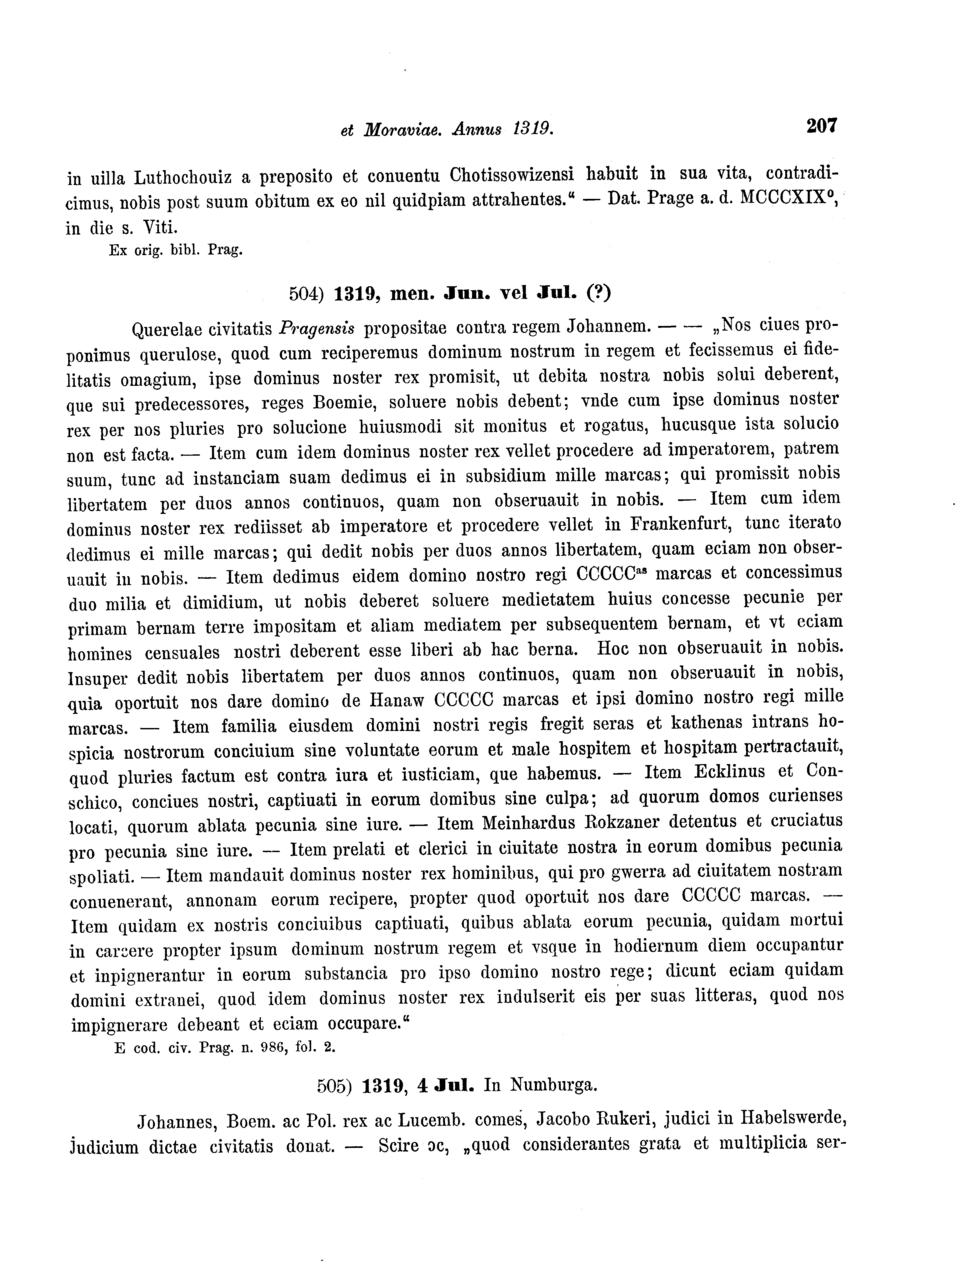 et Moraviae. Annus 1319. 207
in uilla Luthochouiz a preposito et conuentu Chotissowizensi habuit in sua vita, contradi-
cimus, nobis post suum obitum ex eo nil quidpiam attrahentes.“ — Dat. Prage a. d. MCCCXIX⁰,
in die s. Viti.
Ex orig. bibl. Prag.
504) 1319, men. Jun. vel Jul. (?)
Querelae civitatis Pragensis propositae contra regem Johannem. — — „Nos ciues pro-
ponimus querulose, quod cum reciperemus dominum nostrum in regem et fecissemus ei fide-
litatis omagium, ipse dominus noster rex promisit, ut debita nostra nobis solui deberent,
que sui predecessores, reges Boemie, soluere nobis debent; vnde cum ipse dominus noster
rex per nos pluries pro solucione huiusmodi sit monitus et rogatus, hucusque ista solucio
non est facta. — Item cum idem dominus noster rex vellet procedere ad imperatorem, patrem
suum, tunc ad instanciam suam dedimus ei in subsidium mille marcas; qui promissit nobis
libertatem per duos annos continuos, quam non obseruauit in nobis. — Item cum idem
dominus noster rex rediisset ab imperatore et procedere vellet in Frankenfurt, tunc iterato
dedimus ei mille marcas; qui dedit nobis per duos annos libertatem, quam eciam non obser-
uauit in nobis. — Item dedimus eidem domino nostro regi CCCCCᵃˢ marcas et concessimus
duo milia et dimidium, ut nobis deberet soluere medietatem huius concesse pecunie per
primam bernam terre impositam et aliam mediatem per subsequentem bernam, et vt eciam
homines censuales nostri deberent esse liberi ab hac berna. Hoc non obseruauit in nobis.
Insuper dedit nobis libertatem per duos annos continuos, quam non obseruauit in nobis,
quia oportuit nos dare domino de Hanaw CCCCC marcas et ipsi domino nostro regi mille
marcas. — Item familia eiusdem domini nostri regis fregit seras et kathenas intrans ho-
spicia nostrorum conciuium sine voluntate eorum et male hospitem et hospitam pertractauit,
quod pluries factum est contra iura et iusticiam, que habemus. — Item Ecklinus et Con-
schico, conciues nostri, captiuati in eorum domibus sine culpa; ad quorum domos curienses
locati, quorum ablata pecunia sine iure. — Item Meinhardus Rokzaner detentus et cruciatus
pro pecunia sine iure. — Item prelati et clerici in ciuitate nostra in eorum domibus pecunia
spoliati. — Item mandauit dominus noster rex hominibus, qui pro gwerra ad ciuitatem nostram
conuenerant, annonam eorum recipere, propter quod oportuit nos dare CCCCC marcas. —
Item quidam ex nostris conciuibus captiuati, quibus ablata eorum pecunia, quidam mortui
in carcere propter ipsum dominum nostrum regem et vsque in hodiernum diem occupantur
et inpignerantur in eorum substancia pro ipso domino nostro rege; dicunt eciam quidam
domini extranei, quod idem dominus noster rex indulserit eis per suas litteras, quod nos
impignerare debeant et eciam occupare.“
E cod. civ. Prag. n. 986, fol. 2.
505) 1319, 4 Jul. In Numburga.
Johannes, Boem. ac Pol. rex ac Lucemb. comes, Jacobo Rukeri, judici in Habelswerde,
judicium dictae civitatis donat. — Scire ɔc, „quod considerantes grata et multiplicia ser-